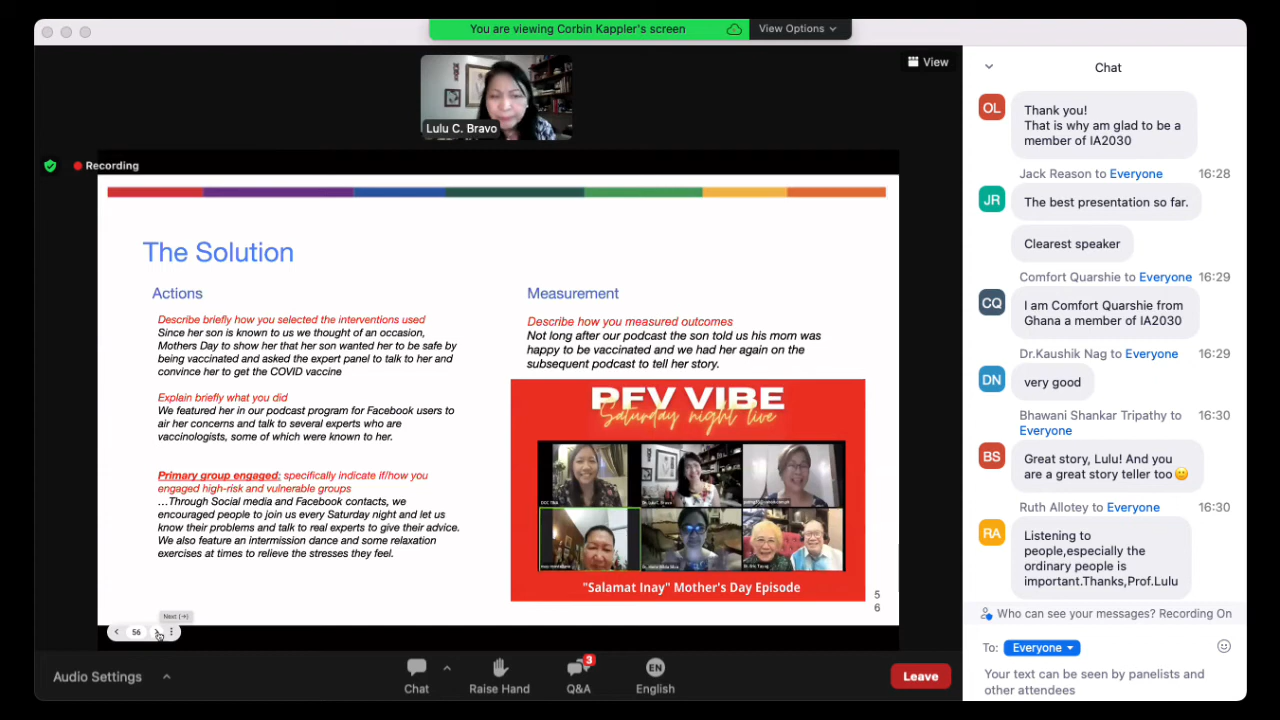 You are viewing Corbin Kappler's screen
View Options
View
Lulu C. Bravo
Recording
The Solution
Actions
Describe briefly how you selected the interventions used
Since her son is known to us we thought of an occasion,
Mothers Day to show her that her son wanted her to be safe by
being vaccinated and asked the expert panel to talk to her and
convince her to get the COVID vaccine
Explain briefly what you did
We featured her in our podcast program for Facebook users to
air her concerns and talk to several experts who are
vaccinologists, some of which were known to her.
Primary group engaged: specifically indicate if/how you
engaged high-risk and vulnerable groups
…Through Social media and Facebook contacts, we
encouraged people to join us every Saturday night and let us
know their problems and talk to real experts to give their advice.
We also feature an intermission dance and some relaxation
exercises at times to relieve the stresses they feel.
Measurement
Describe how you measured outcomes
Not long after our podcast the son told us his mom was
happy to be vaccinated and we had her again on the
subsequent podcast to tell her story.
PFV VIBE
Saturday night live
"Salamat Inay" Mother's Day Episode
5
6
Next (→)
56
Audio Settings
Chat
Raise Hand
3
Q&A
EN
English
Leave
Chat
OL
Thank you!
That is why am glad to be a
member of IA2030
Jack Reason to Everyone 16:28
JR
The best presentation so far.
Clearest speaker
Comfort Quarshie to Everyone 16:29
CQ
I am Comfort Quarshie from
Ghana a member of IA2030
Dr.Kaushik Nag to Everyone 16:29
DN
very good
Bhawani Shankar Tripathy to 16:30
Everyone
BS
Great story, Lulu! And you
are a great story teller too
Ruth Allotey to Everyone 16:30
RA
Listening to
people,especially the
ordinary people is
important.Thanks,Prof.Lulu
Who can see your messages? Recording On
To: Everyone
Your text can be seen by panelists and
other attendees